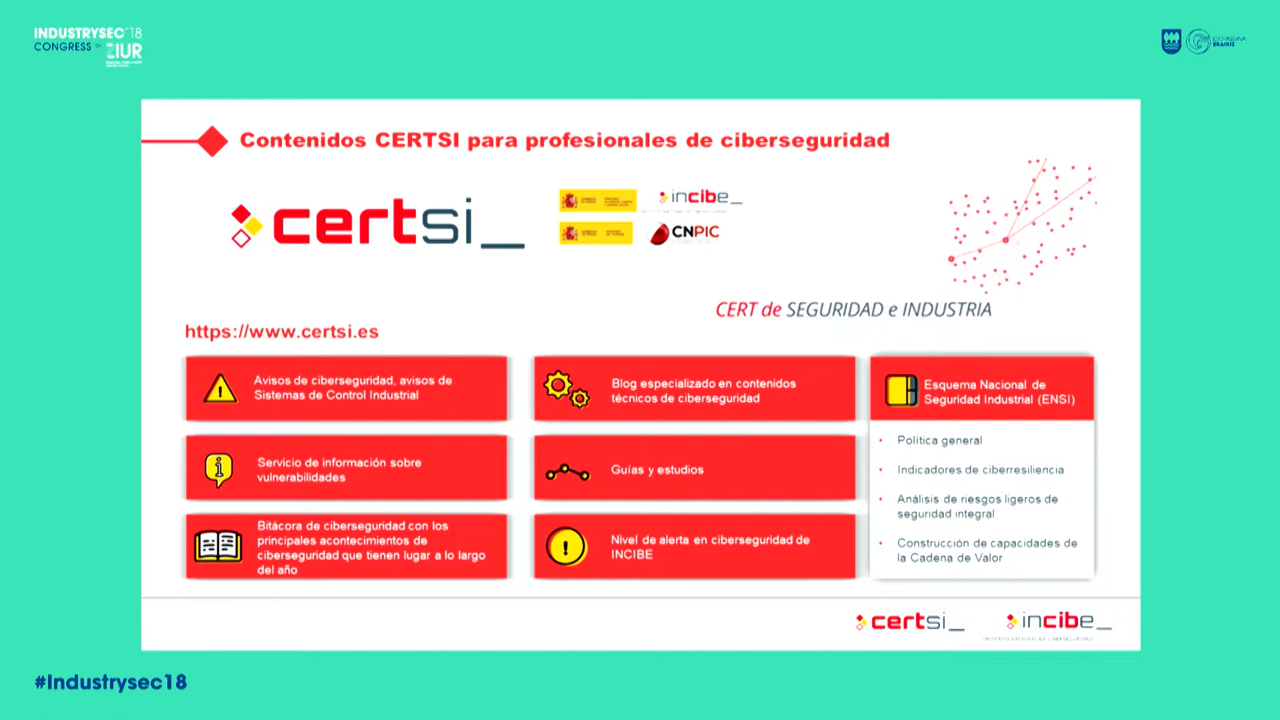 INDUSTRYSEC'18
CONGRESS BY ZIUR
Contenidos CERTSI para profesionales de ciberseguridad
certsi_
incibe_
CNPIC
CERT de SEGURIDAD e INDUSTRIA
https://www.certsi.es
Avisos de ciberseguridad, avisos de
Sistemas de Control Industrial
Servicio de información sobre
vulnerabilidades
Bitácora de ciberseguridad con los
principales acontecimientos de
ciberseguridad que tienen lugar a lo largo
del año
Blog especializado en contenidos
técnicos de ciberseguridad
Guías y estudios
Nivel de alerta en ciberseguridad de
INCIBE
Esquema Nacional de
Seguridad Industrial (ENSI)
• Política general
• Indicadores de ciberresiliencia
• Análisis de riesgos ligeros de
seguridad integral
• Construcción de capacidades de
la Cadena de Valor
certsi_
incibe_
#Industrysec18